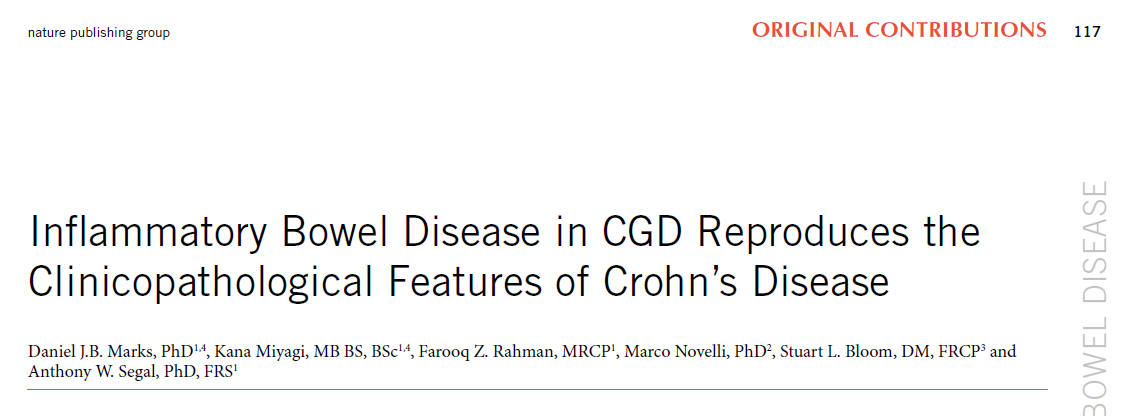 nature publishing group
ORIGINAL CONTRIBUTIONS 117
Inflammatory Bowel Disease in CGD Reproduces the
Clinicopathological Features of Crohn’s Disease
Daniel J.B. Marks, PhD1,4, Kana Miyagi, MB BS, BSc1,4, Farooq Z. Rahman, MRCP1, Marco Novelli, PhD2, Stuart L. Bloom, DM, FRCP3 and
Anthony W. Segal, PhD, FRS1
BOWEL DISEASE